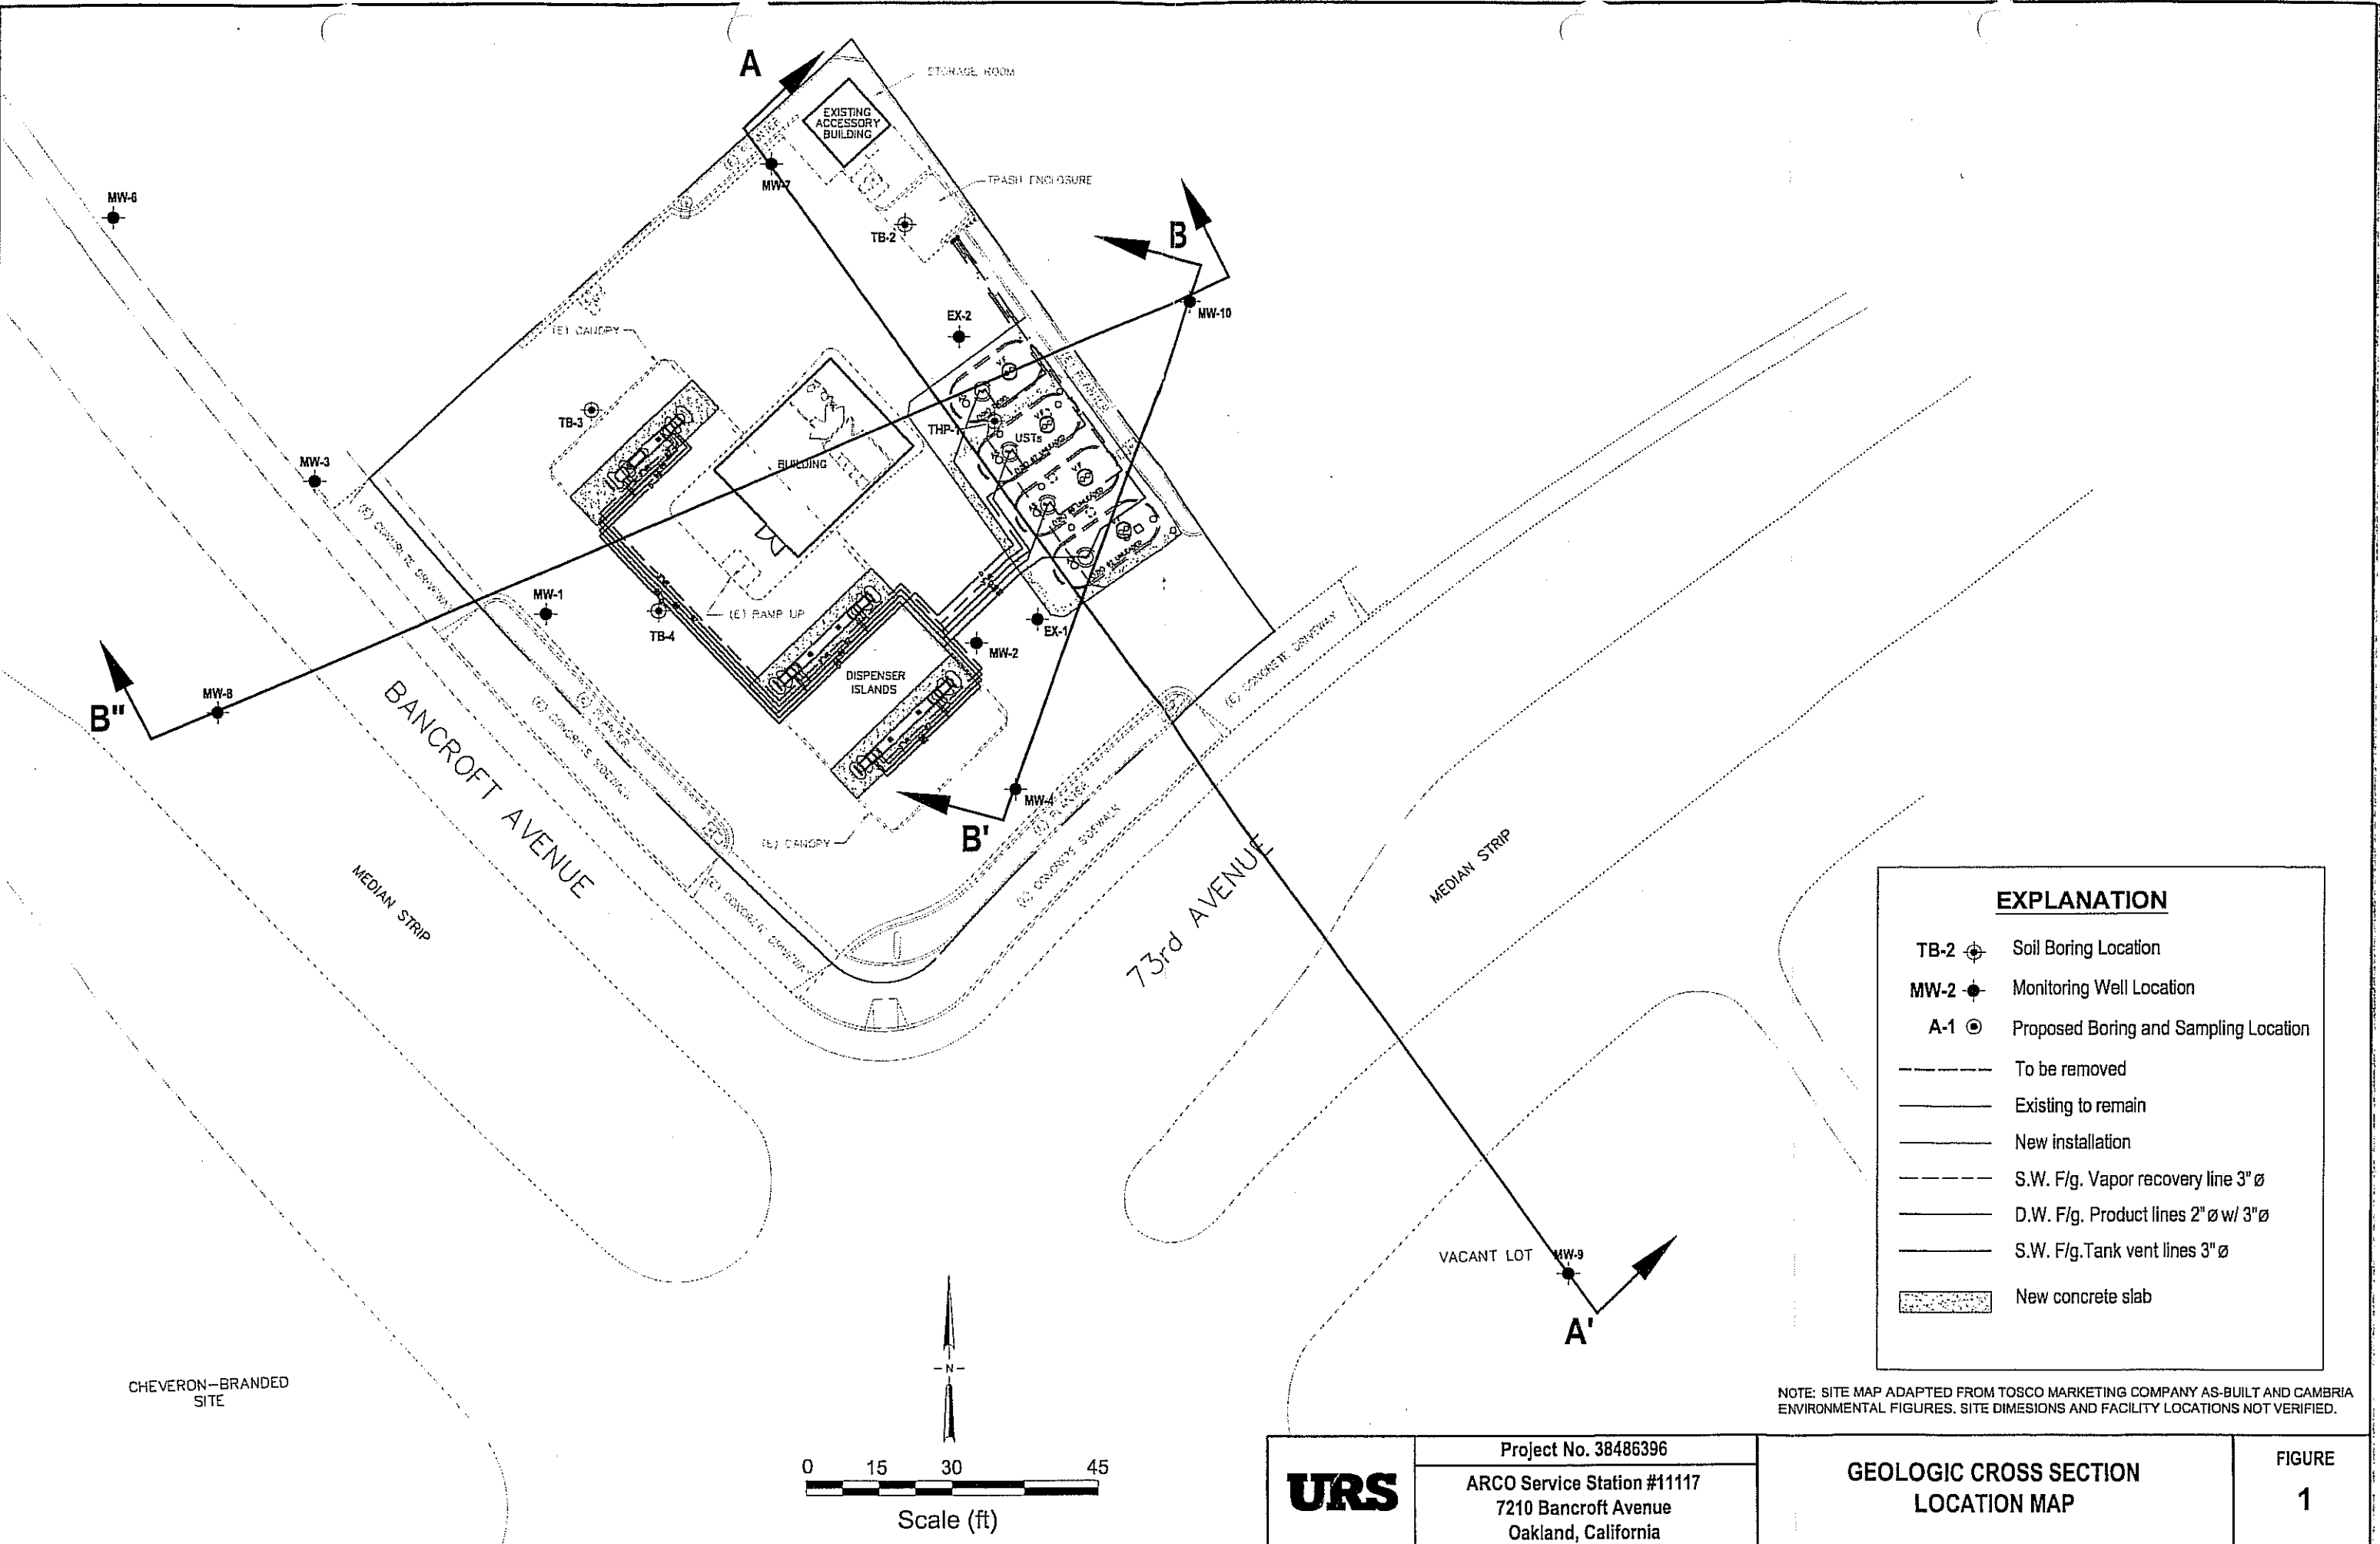 A
STORAGE ROOM
EXISTING
ACCESSORY
BUILDING
(E) PLANTER
MW-7
TRASH ENCLOSURE
MW-6
TB-2
B
MW-10
EX-2
(E) CANOPY
(E) PLANTER
TB-3
THP-1
USTs
BUILDING
MW-3
(E) CONCRETE DRIVEWAY
MW-1
TB-4
(E) RAMP UP
EX-1
MW-2
(E) CONCRETE DRIVEWAY
DISPENSER
ISLANDS
MW-8
B"
BANCROFT AVENUE
(E) PLANTER
(E) CONCRETE SIDEWALK
MW-4
B'
(E) PLANTER
(E) CONCRETE SIDEWALK
(E) CANOPY
(E) CONCRETE DRIVEWAY
MEDIAN STRIP
73rd AVENUE
MEDIAN STRIP
VACANT LOT
MW-9
A'
CHEVERON-BRANDED
SITE
-N-
0 15 30 45
Scale (ft)
EXPLANATION
TB-2 Soil Boring Location
MW-2 Monitoring Well Location
A-1 Proposed Boring and Sampling Location
To be removed
Existing to remain
New installation
S.W. F/g. Vapor recovery line 3" ø
D.W. F/g. Product lines 2" ø w/ 3" ø
S.W. F/g.Tank vent lines 3" ø
New concrete slab
NOTE: SITE MAP ADAPTED FROM TOSCO MARKETING COMPANY AS-BUILT AND CAMBRIA
ENVIRONMENTAL FIGURES. SITE DIMESIONS AND FACILITY LOCATIONS NOT VERIFIED.
URS
Project No. 38486396
ARCO Service Station #11117
7210 Bancroft Avenue
Oakland, California
GEOLOGIC CROSS SECTION
LOCATION MAP
FIGURE
1